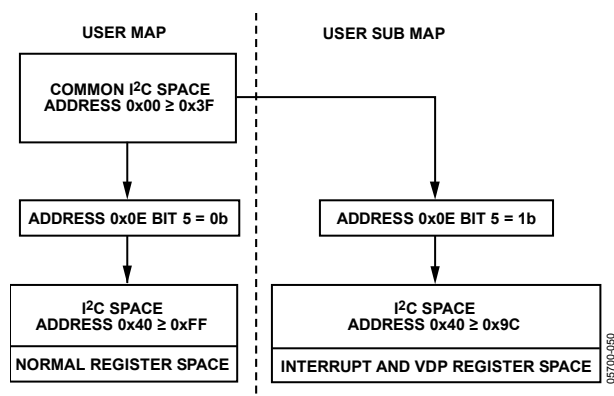 USER MAP
USER SUB MAP
COMMON I²C SPACE
ADDRESS 0x00 ≥ 0x3F
ADDRESS 0x0E BIT 5 = 0b
ADDRESS 0x0E BIT 5 = 1b
I²C SPACE
ADDRESS 0x40 ≥ 0xFF
NORMAL REGISTER SPACE
I²C SPACE
ADDRESS 0x40 ≥ 0x9C
INTERRUPT AND VDP REGISTER SPACE
05700-050